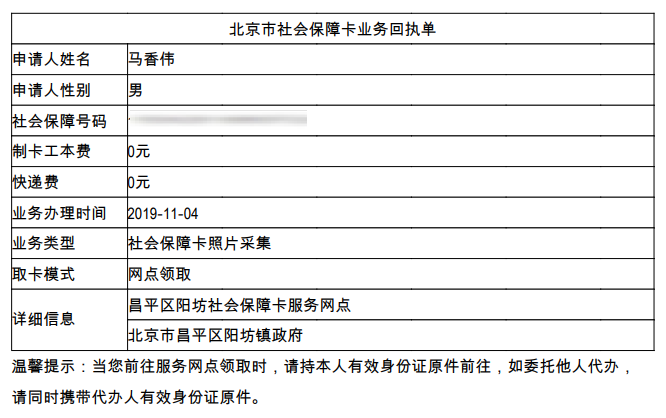 北京市社会保障卡业务回执单
申请人姓名 马香伟
申请人性别 男
社会保障号码
制卡工本费 0元
快递费 0元
业务办理时间 2019-11-04
业务类型 社会保障卡照片采集
取卡模式 网点领取
详细信息 昌平区阳坊社会保障卡服务网点
北京市昌平区阳坊镇政府
温馨提示：当您前往服务网点领取时，请持本人有效身份证原件前往，如委托他人代办，
请同时携带代办人有效身份证原件。